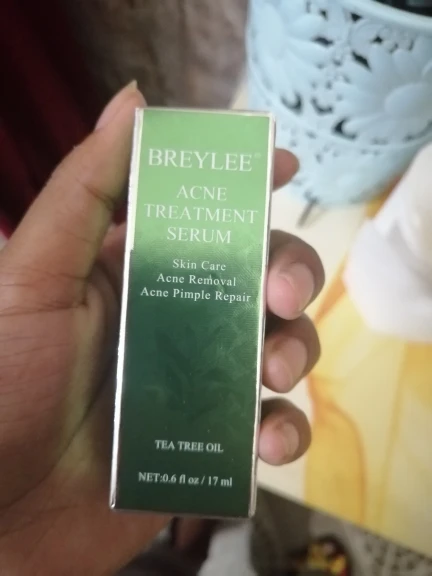 BREYLEE®
ACNE
TREATMENT
SERUM
Skin Care
Acne Removal
Acne Pimple Repair
TEA TREE OIL
NET:0.6 fl oz / 17 ml